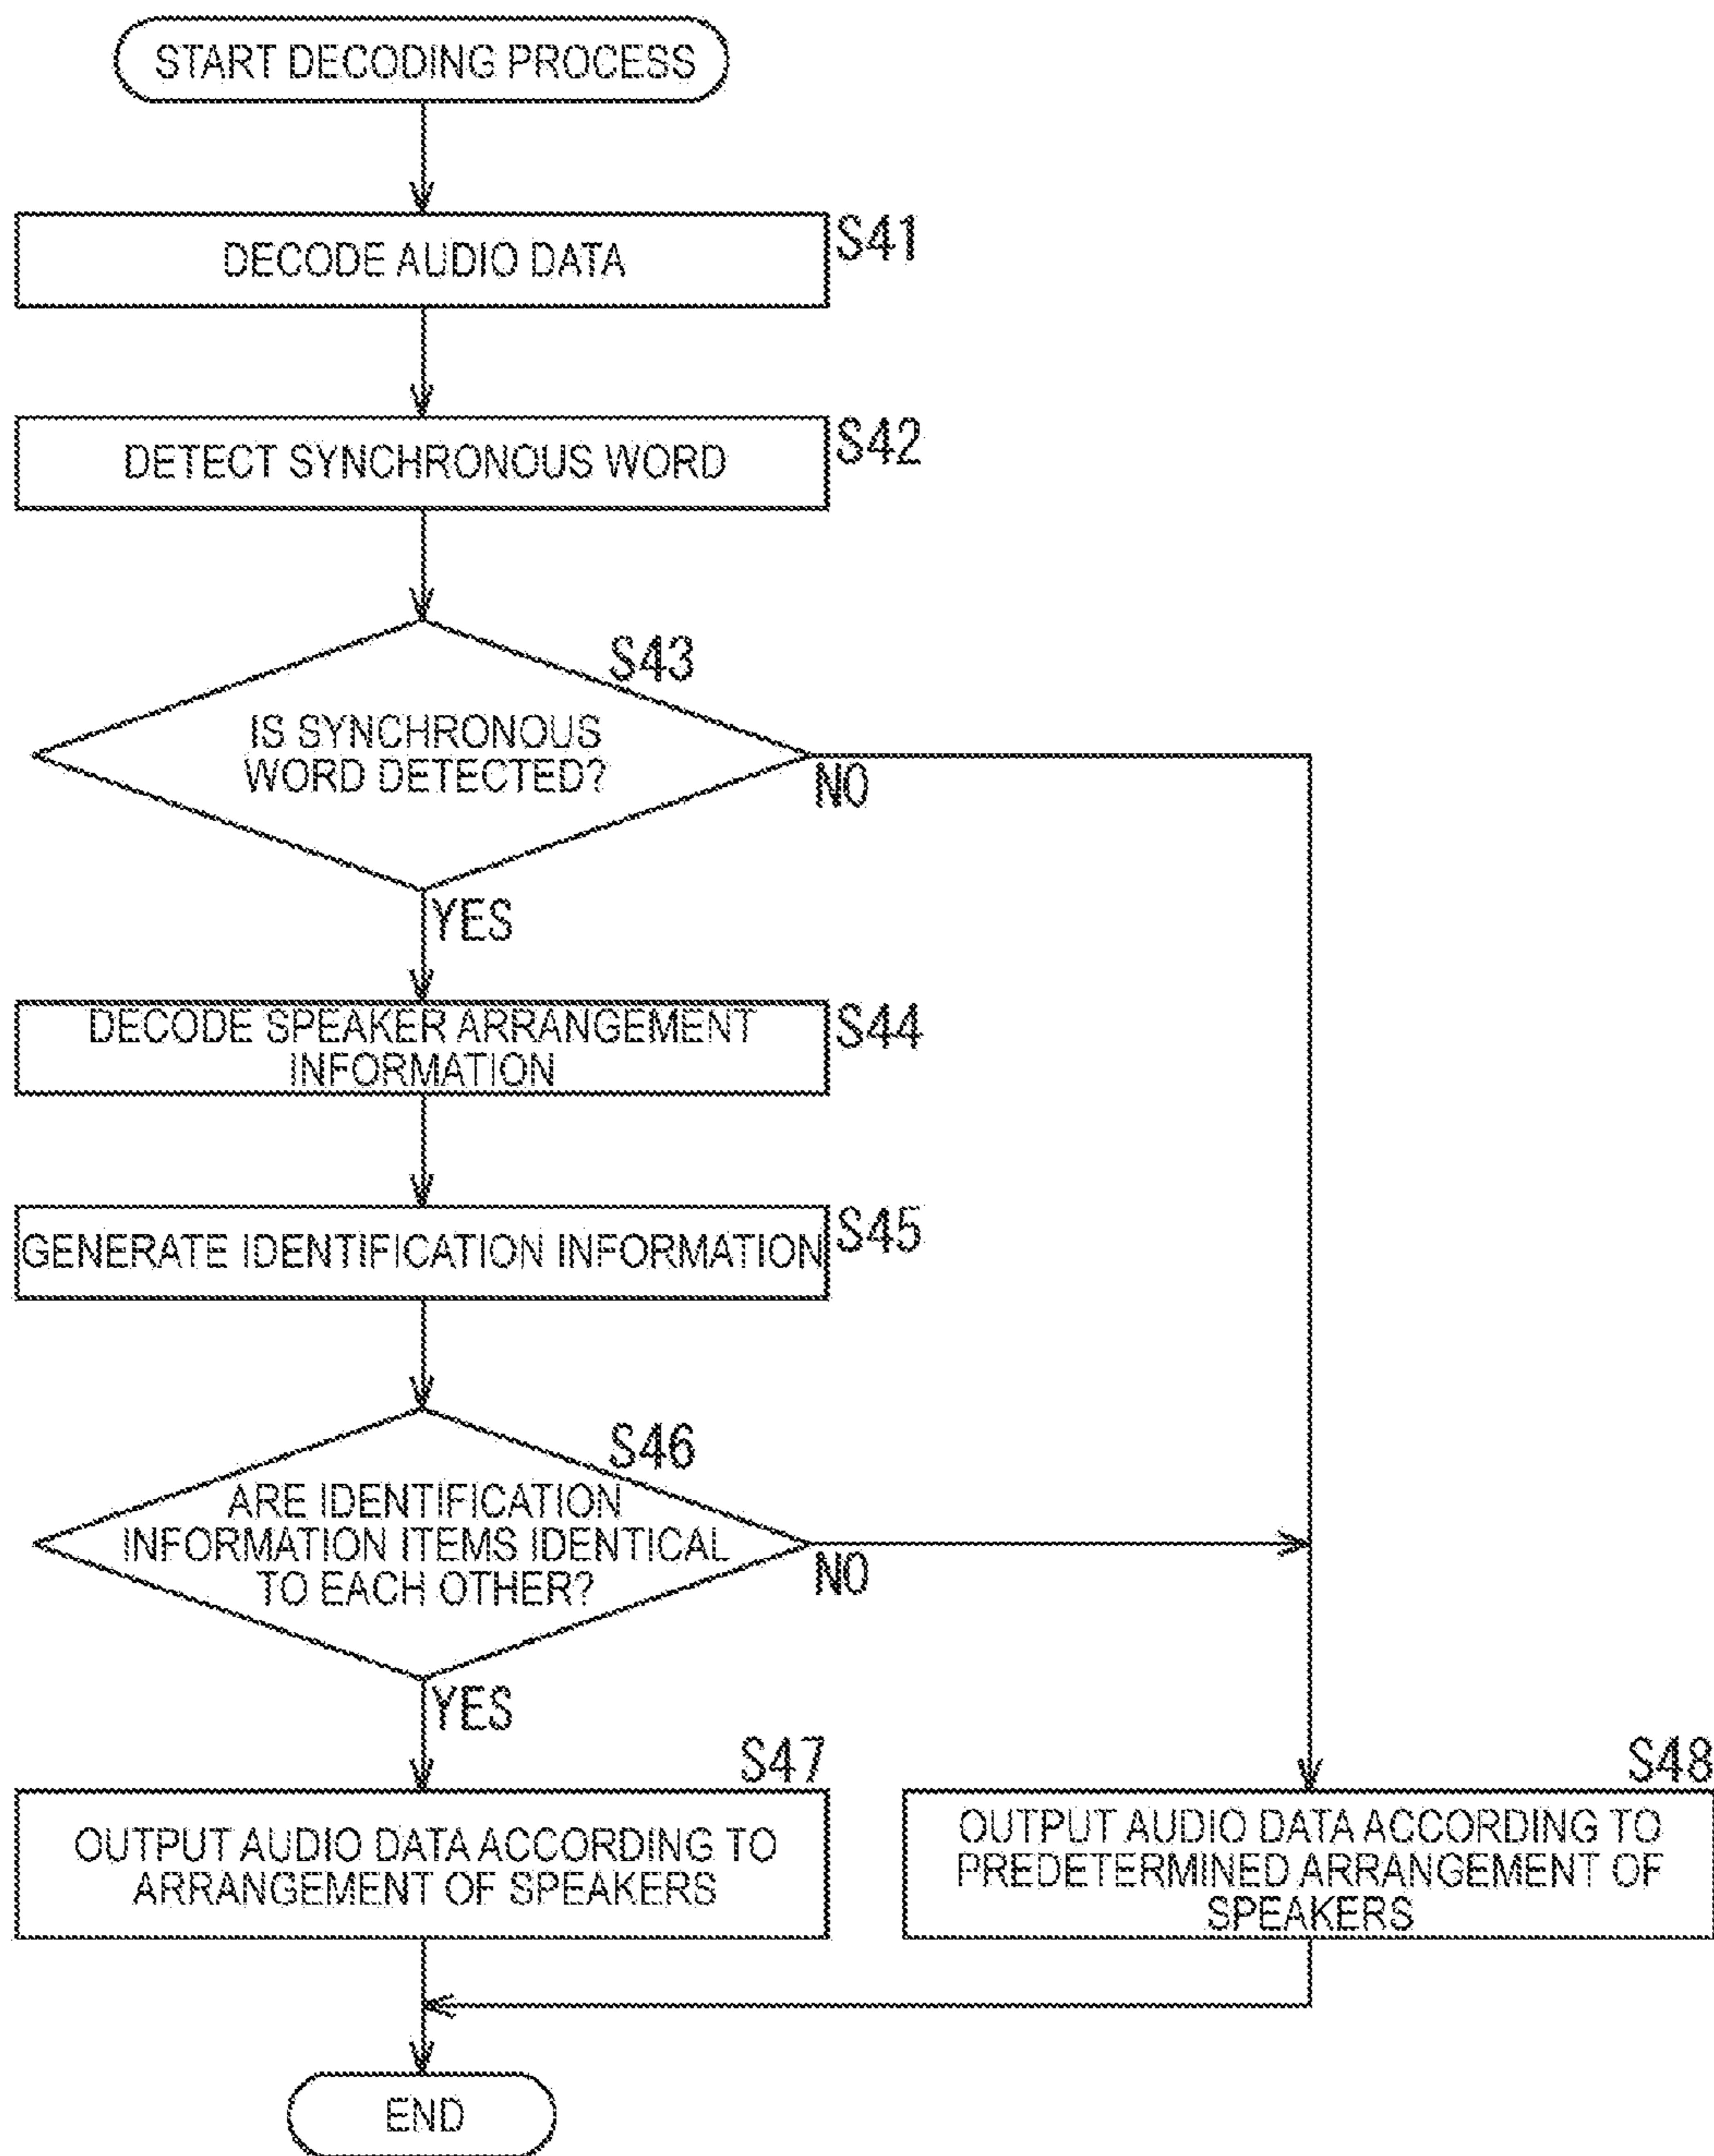 START DECODING PROCESS
DECODE AUDIO DATA
S41
DETECT SYNCHRONOUS WORD
S42
S43
IS SYNCHRONOUS
WORD DETECTED?
NO
YES
DECODE SPEAKER ARRANGEMENT
INFORMATION
S44
GENERATE IDENTIFICATION INFORMATION
S45
S46
ARE IDENTIFICATION
INFORMATION ITEMS IDENTICAL
TO EACH OTHER?
NO
YES
S47
OUTPUT AUDIO DATA ACCORDING TO
ARRANGEMENT OF SPEAKERS
S48
OUTPUT AUDIO DATA ACCORDING TO
PREDETERMINED ARRANGEMENT OF
SPEAKERS
END